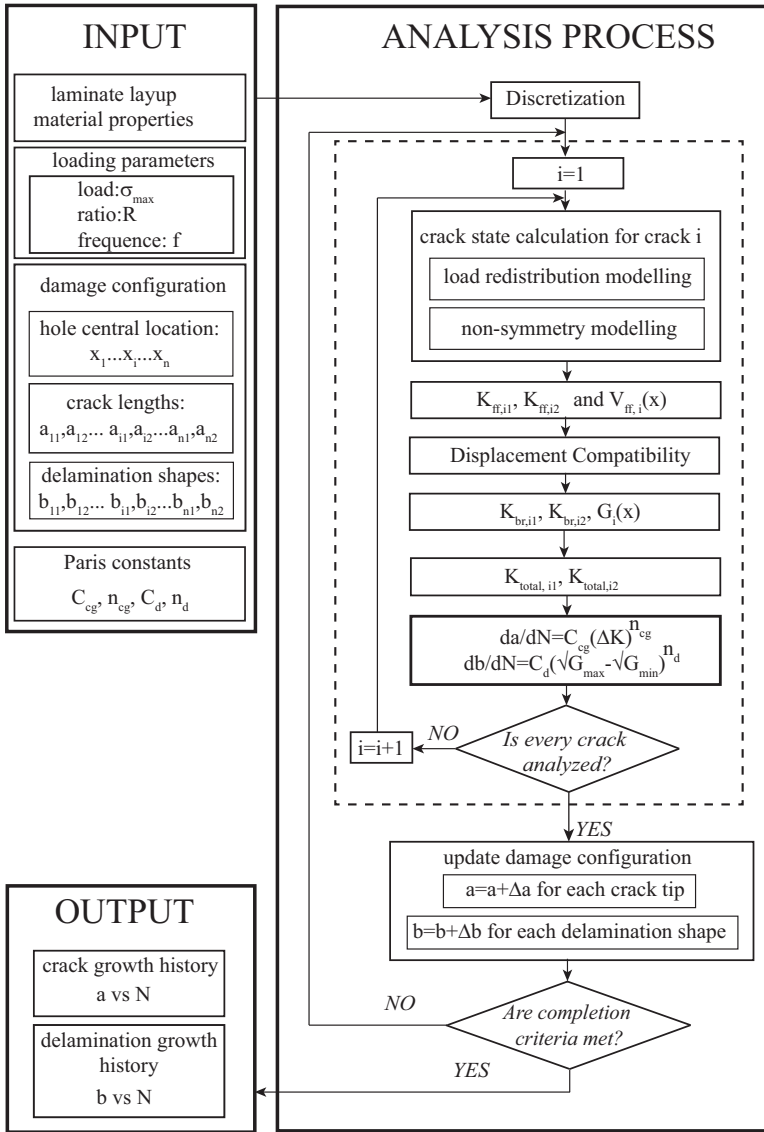 INPUT
laminate layup
material properties
loading parameters
load:σmax
ratio:R
frequence: f
damage configuration
hole central location:
x1...xi...xn
crack lengths:
a11,a12... ai1,ai2...an1,an2
delamination shapes:
b11,b12... bi1,bi2...bn1,bn2
Paris constants
Ccg, ncg, Cd, nd
OUTPUT
crack growth history
a vs N
delamination growth
history
b vs N
ANALYSIS PROCESS
Discretization
i=1
crack state calculation for crack i
load redistribution modelling
non-symmetry modelling
Kff,i1, Kff,i2 and Vff, i(x)
Displacement Compatibility
Kbr,i1, Kbr,i2, Gi(x)
Ktotal, i1, Ktotal,i2
da/dN=Ccg(ΔK)ncg
db/dN=Cd(√Gmax-√Gmin)nd
Is every crack
analyzed?
NO
i=i+1
YES
update damage configuration
a=a+Δa for each crack tip
b=b+Δb for each delamination shape
Are completion
criteria met?
NO
YES